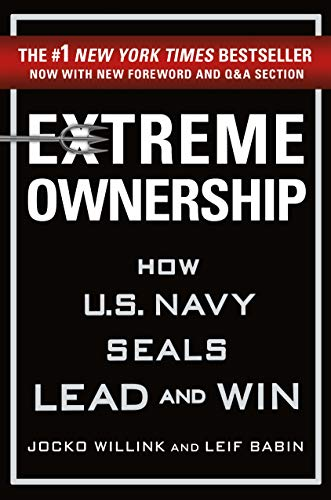 THE #1 NEW YORK TIMES BESTSELLER
NOW WITH NEW FOREWORD AND Q&A SECTION
EXTREME
OWNERSHIP
HOW
U.S. NAVY
SEALS
LEAD AND WIN
JOCKO WILLINK AND LEIF BABIN